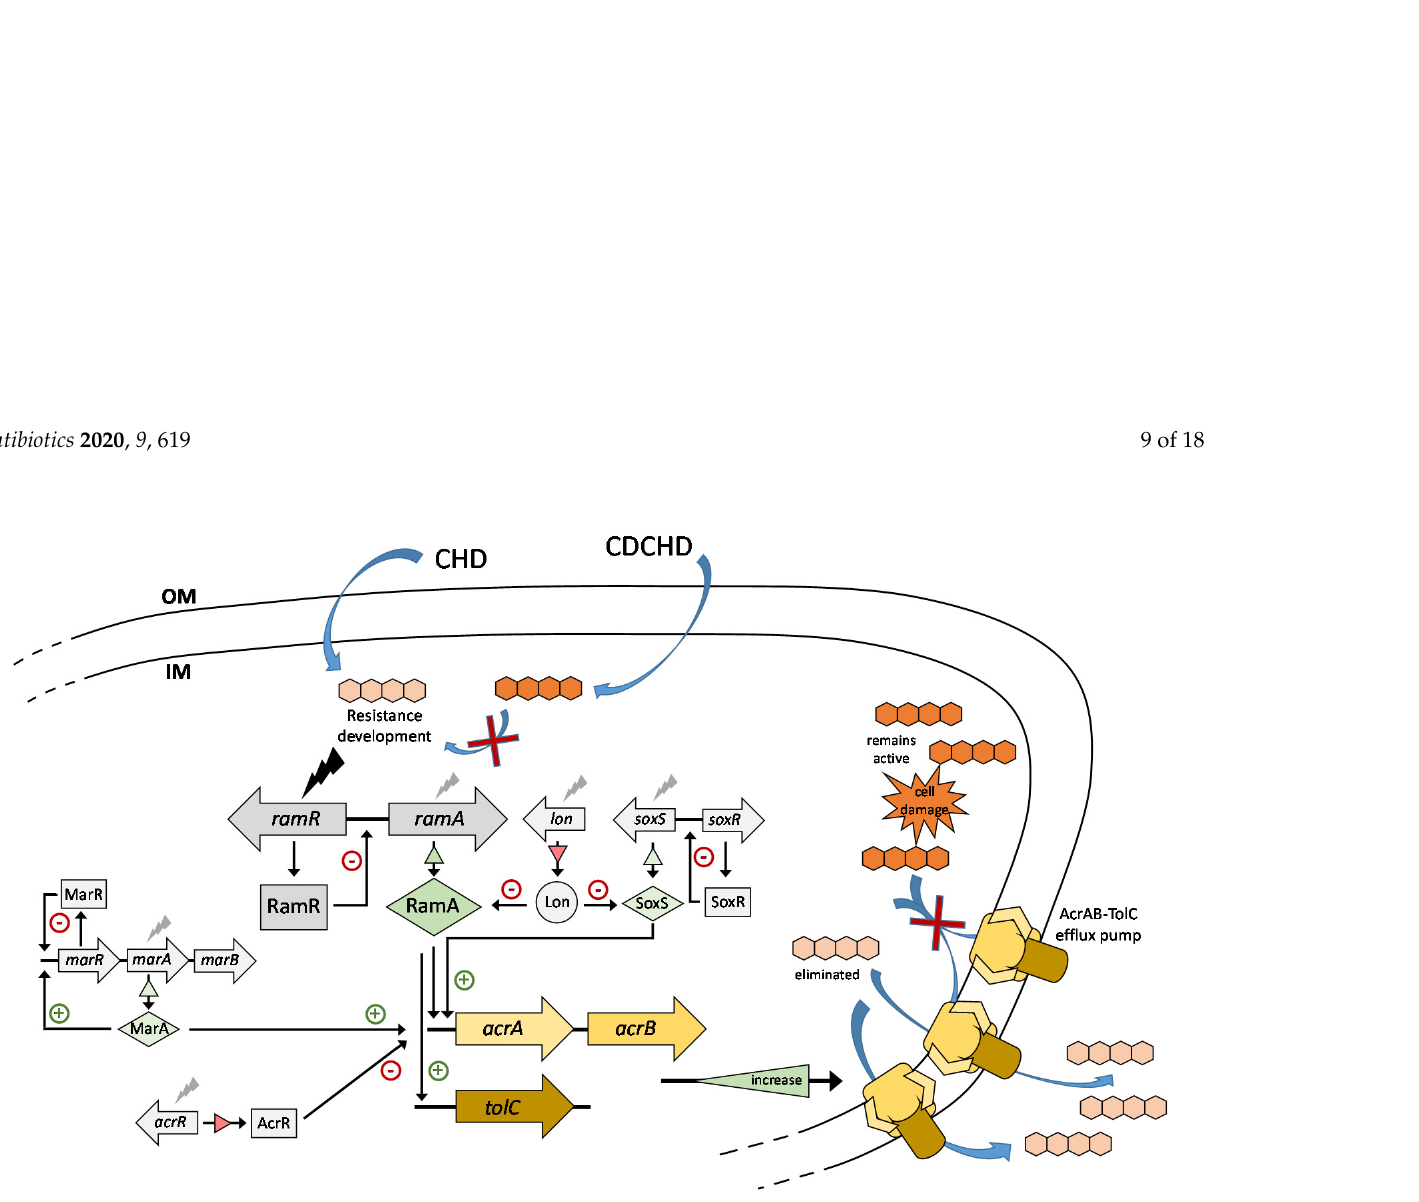 tibiotics 2020, 9, 619
9 of 18
CHD
CDCHD
OM
IM
Resistance
development
remains
active
cell
damage
ramR
ramA
lon
soxS
soxR
MarR
RamR
RamA
Lon
SoxS
SoxR
AcrAB-TolC
efflux pump
marR
marA
marB
eliminated
MarA
acrA
acrB
increase
tolC
acrR
AcrR